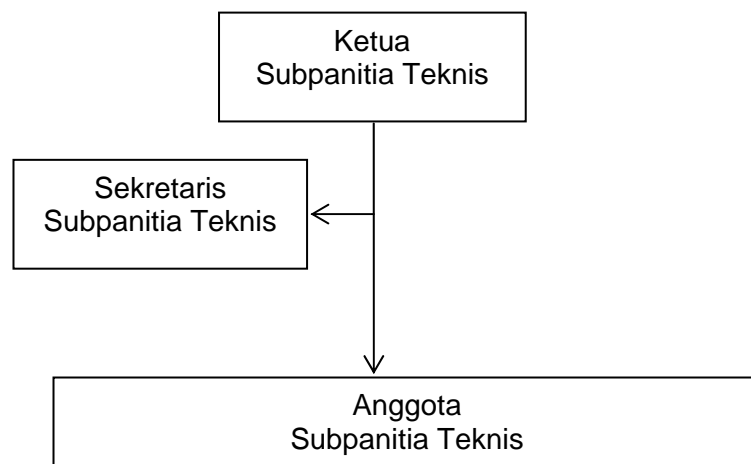 Ketua
Subpanitia Teknis
Sekretaris
Subpanitia Teknis
Anggota
Subpanitia Teknis